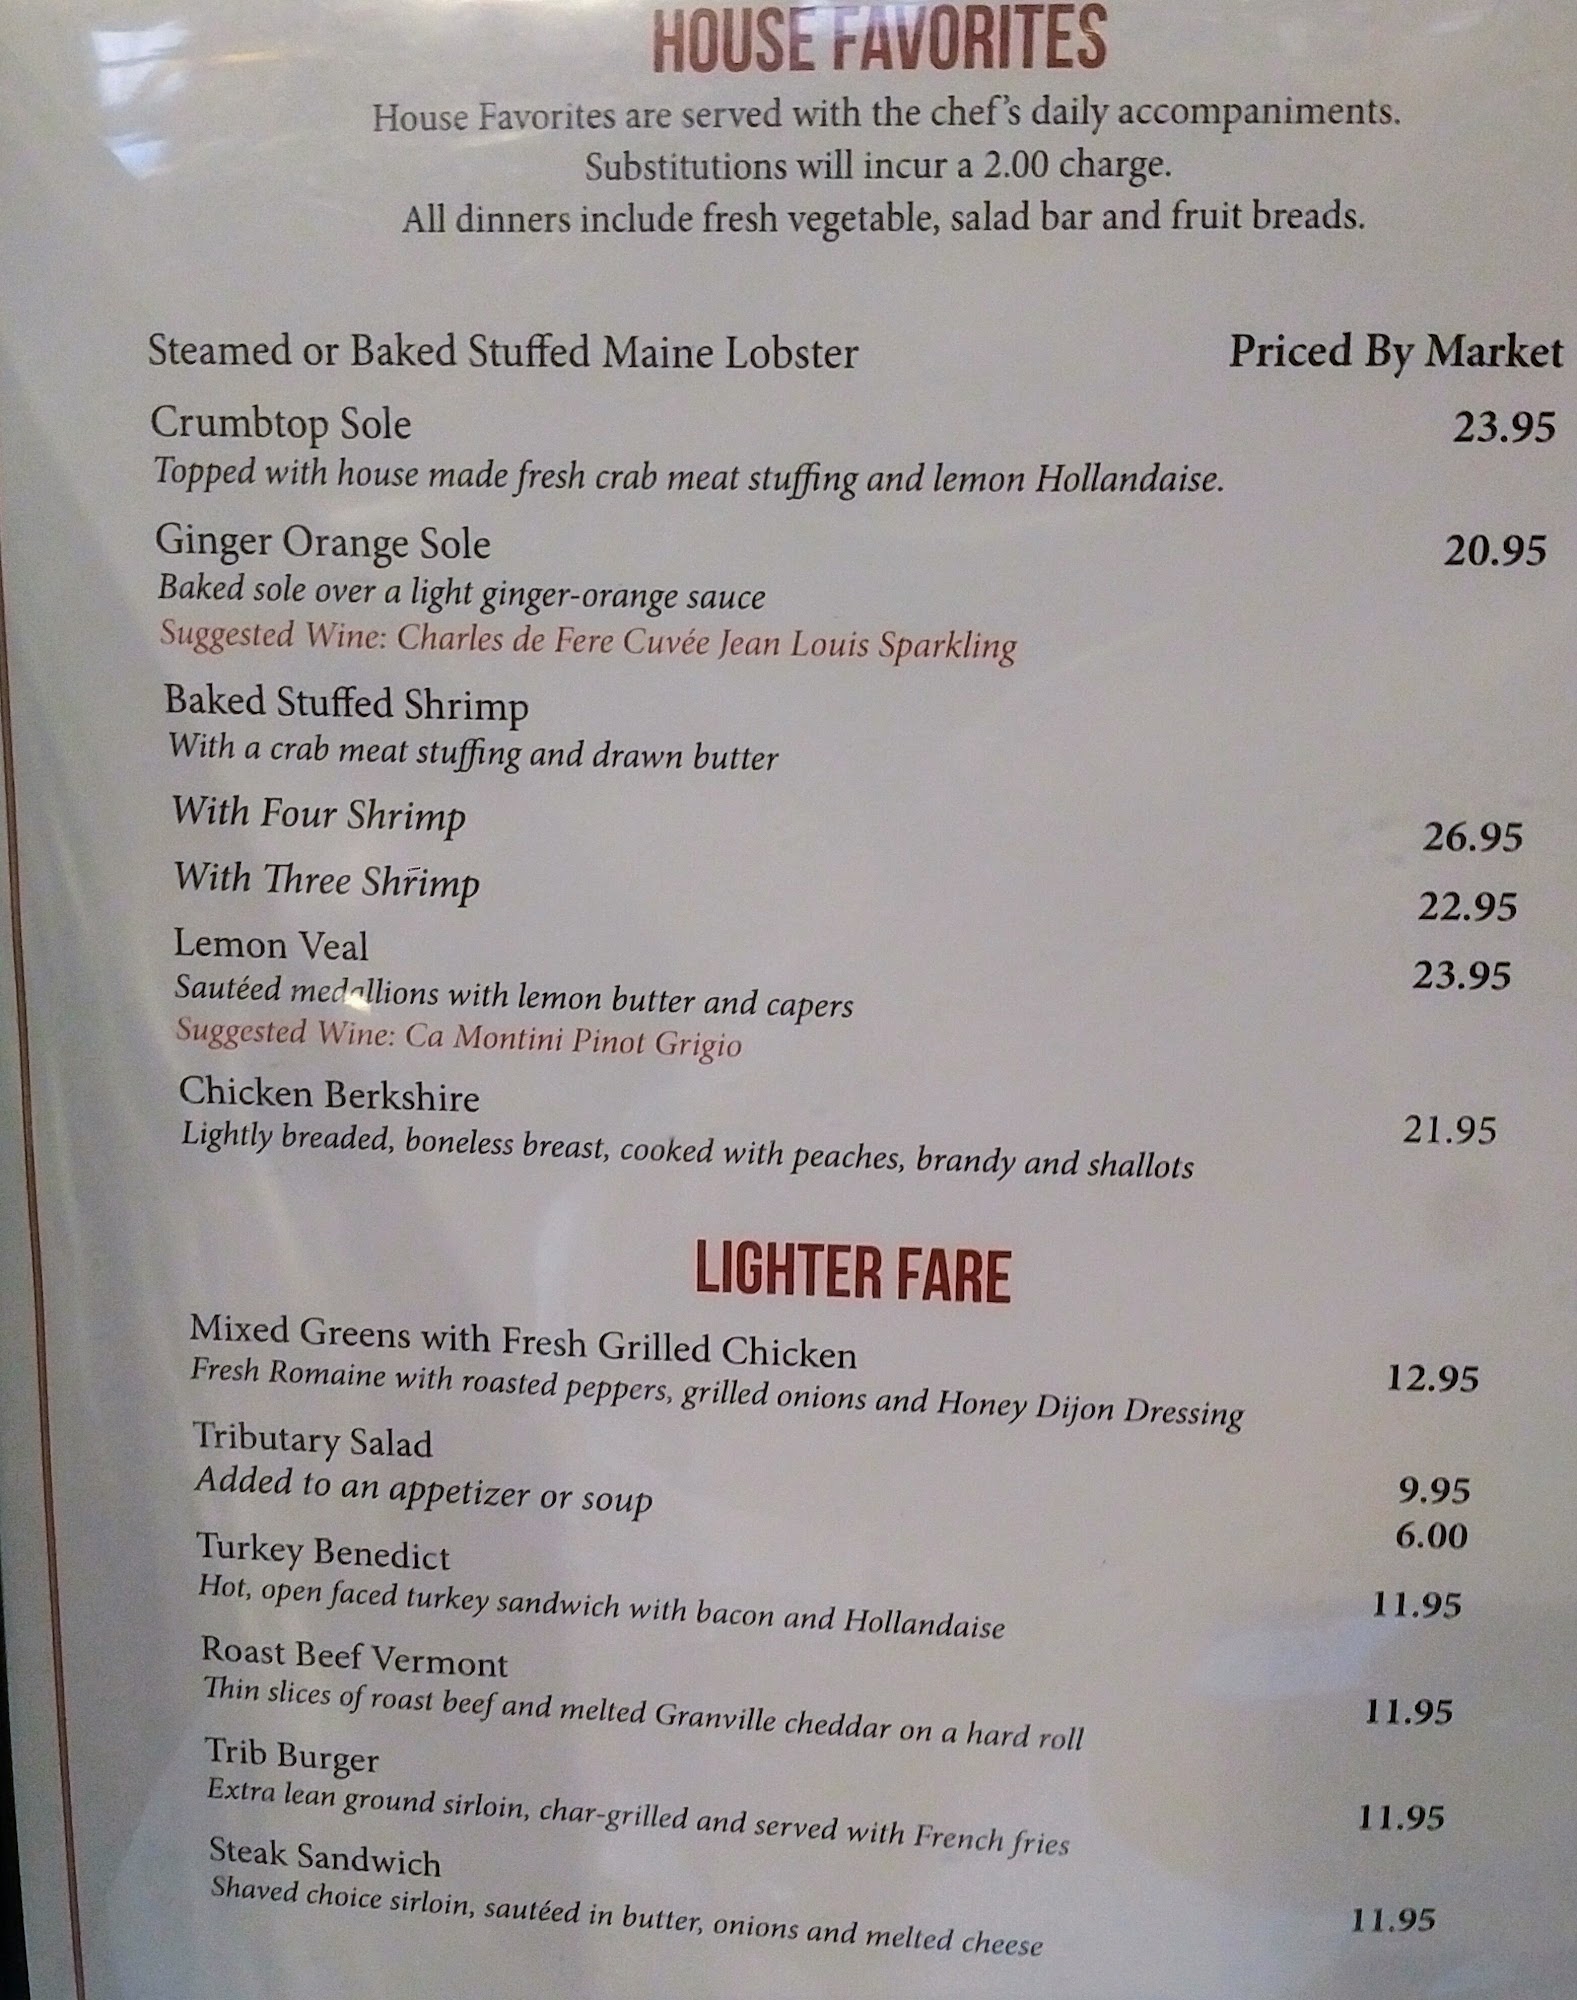 HOUSE FAVORITES
House Favorites are served with the chef's daily accompaniments.
Substitutions will incur a 2.00 charge.
All dinners include fresh vegetable, salad bar and fruit breads.
Steamed or Baked Stuffed Maine Lobster Priced By Market
Crumbtop Sole 23.95
Topped with house made fresh crab meat stuffing and lemon Hollandaise.
Ginger Orange Sole 20.95
Baked sole over a light ginger-orange sauce
Suggested Wine: Charles de Fere Cuvée Jean Louis Sparkling
Baked Stuffed Shrimp
With a crab meat stuffing and drawn butter
With Four Shrimp 26.95
With Three Shrimp 22.95
Lemon Veal 23.95
Sautéed medallions with lemon butter and capers
Suggested Wine: Ca Montini Pinot Grigio
Chicken Berkshire 21.95
Lightly breaded, boneless breast, cooked with peaches, brandy and shallots
LIGHTER FARE
Mixed Greens with Fresh Grilled Chicken 12.95
Fresh Romaine with roasted peppers, grilled onions and Honey Dijon Dressing
Tributary Salad 9.95
Added to an appetizer or soup 6.00
Turkey Benedict 11.95
Hot, open faced turkey sandwich with bacon and Hollandaise
Roast Beef Vermont 11.95
Thin slices of roast beef and melted Granville cheddar on a hard roll
Trib Burger 11.95
Extra lean ground sirloin, char-grilled and served with French fries
Steak Sandwich 11.95
Shaved choice sirloin, sautéed in butter, onions and melted cheese